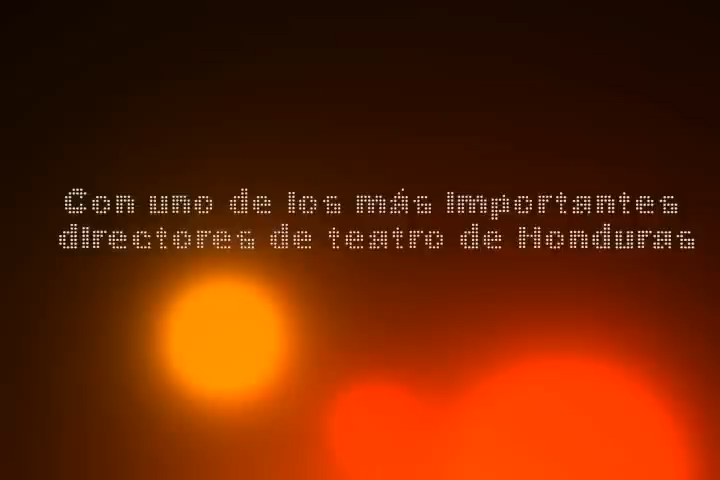 Con uno de los más Importantes
dIrectores de teatro de Honduras